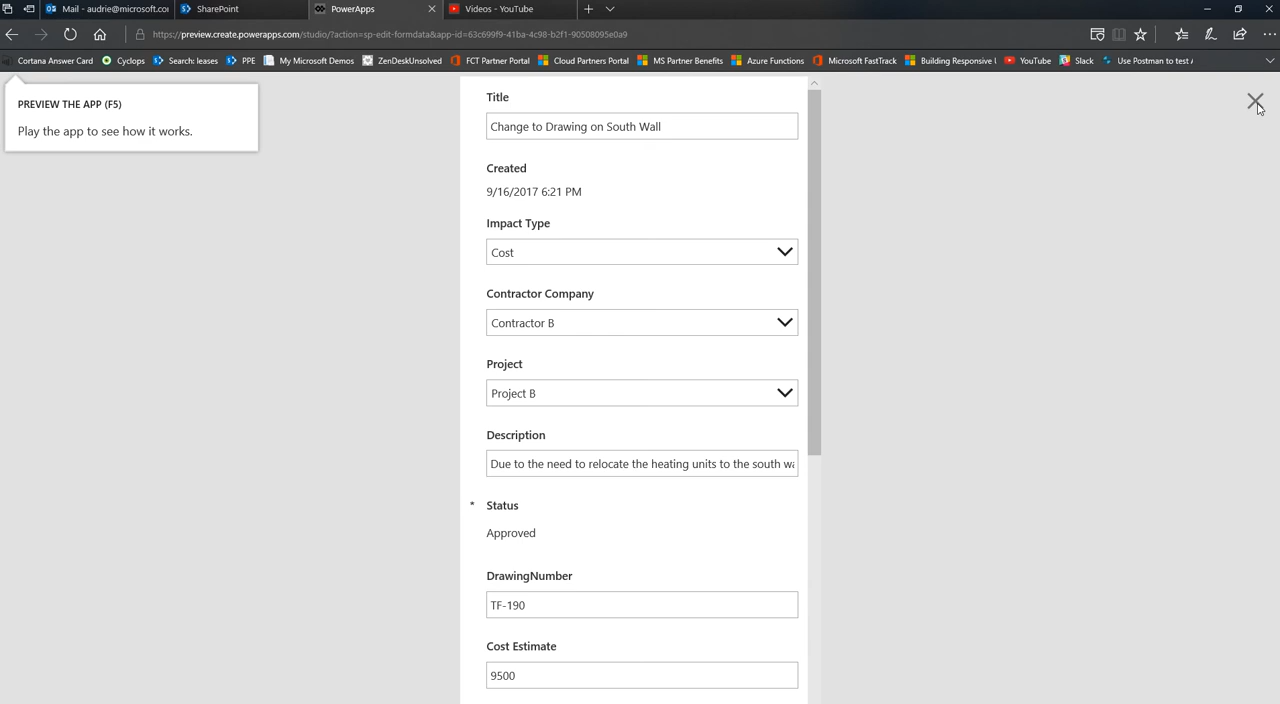 Mail - audrie@microsoft.co
SharePoint
PowerApps
Videos - YouTube
https://preview.create.powerapps.com/studio/?action=sp-edit-formdata&app-id=63c699f9-41ba-4c98-b2f1-90508095e0a9
Cortana Answer Card
Cyclops
Search: leases
PPE
My Microsoft Demos
ZenDeskUnsolved
FCT Partner Portal
Cloud Partners Portal
MS Partner Benefits
Azure Functions
Microsoft FastTrack
Building Responsive
YouTube
Slack
Use Postman to test
PREVIEW THE APP (F5)
Play the app to see how it works.
Title
Change to Drawing on South Wall
Created
9/16/2017 6:21 PM
Impact Type
Cost
Contractor Company
Contractor B
Project
Project B
Description
Due to the need to relocate the heating units to the south wa
* Status
Approved
DrawingNumber
TF-190
Cost Estimate
9500